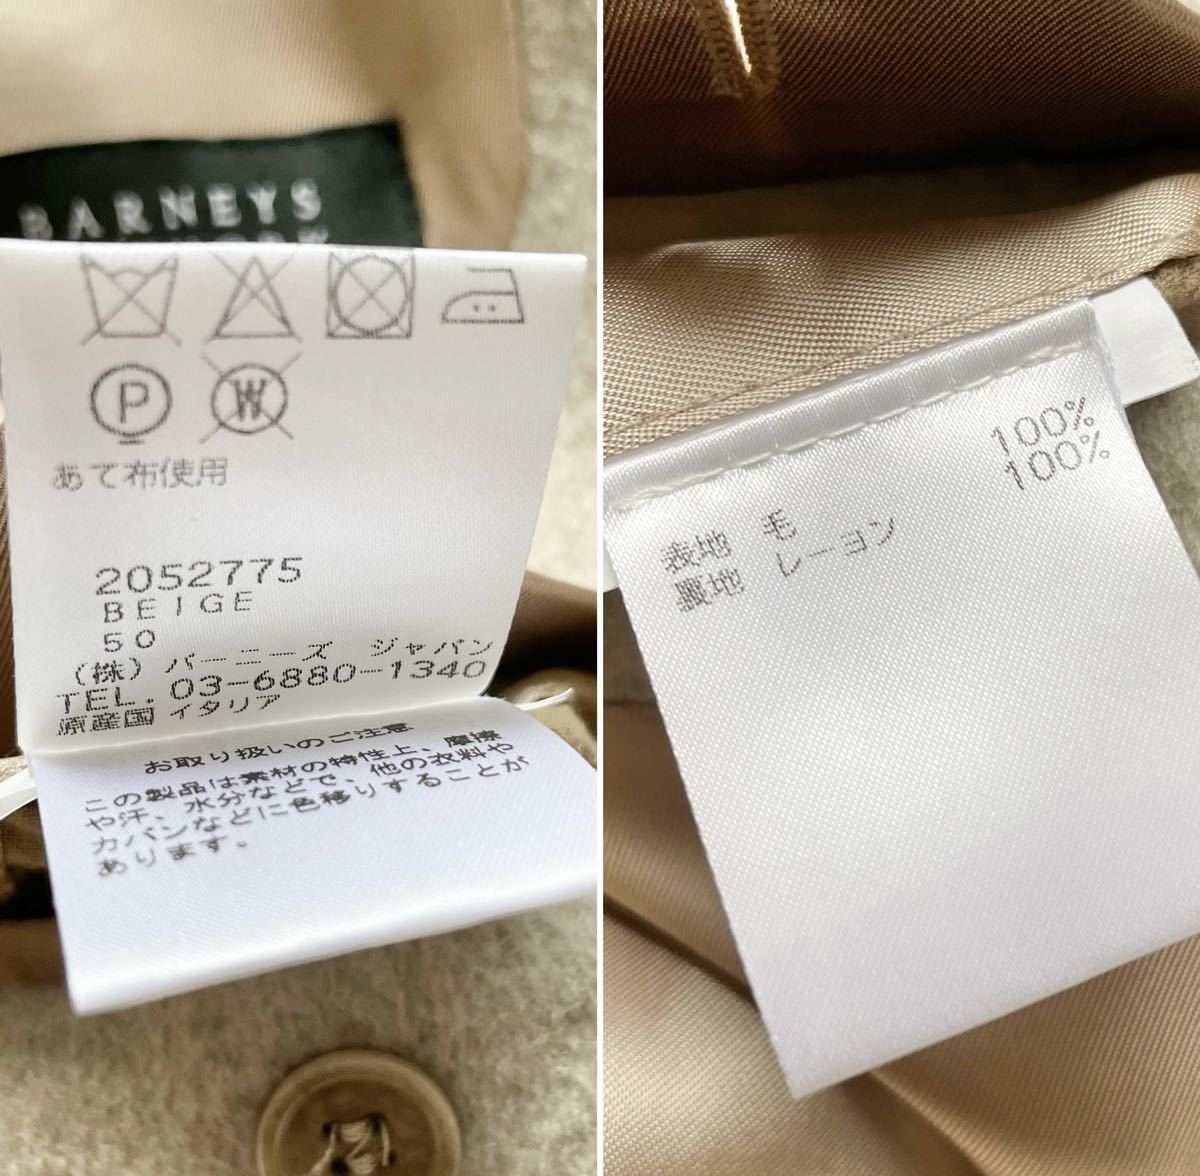 BARNEYS
P
W
あて布使用
2052775
BEIGE
50
(株) バーニーズ ジャパン
TEL. 03-6880-1340
原産国 イタリア
お取り扱いのご注意
この製品は素材の特性上、摩擦
や汗、水分などで、他の衣料や
カバンなどに色移りすることが
あります。
表地 毛 100%
裏地 レーヨン 100%